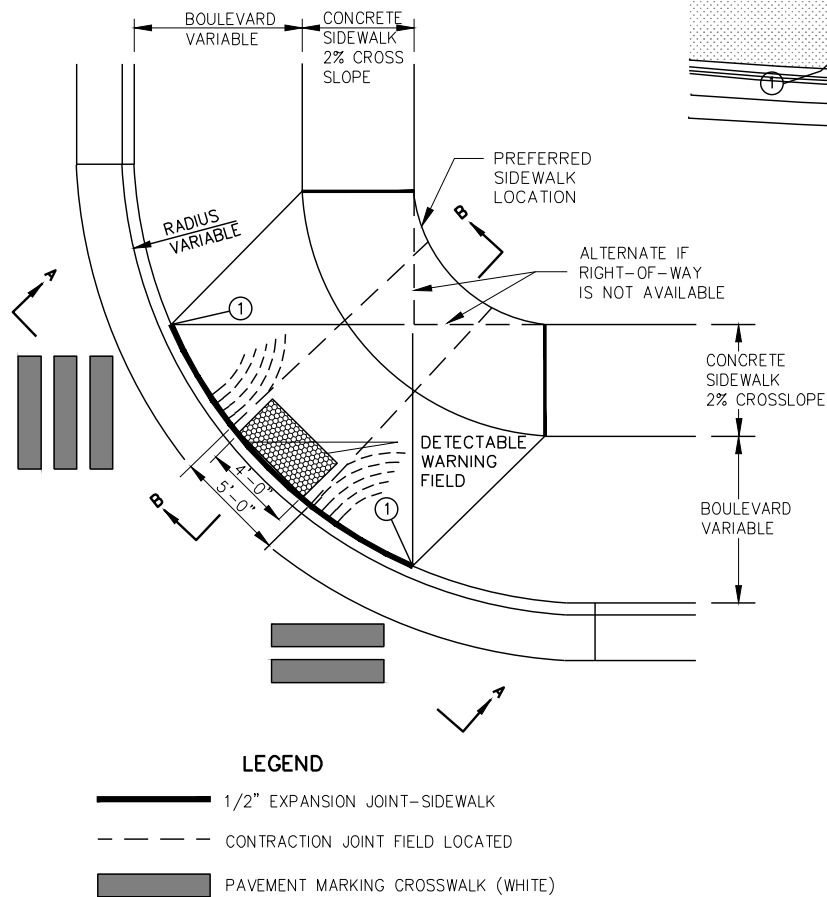 BOULEVARD
VARIABLE
CONCRETE
SIDEWALK
2% CROSS
SLOPE
1
PREFERRED
SIDEWALK
LOCATION
B
RADIUS
VARIABLE
ALTERNATE IF
RIGHT-OF-WAY
IS NOT AVAILABLE
A
1
CONCRETE
SIDEWALK
2% CROSSLOPE
DETECTABLE
WARNING
FIELD
4'-0"
5'-0"
B
1
BOULEVARD
VARIABLE
A
LEGEND
1/2" EXPANSION JOINT-SIDEWALK
CONTRACTION JOINT FIELD LOCATED
PAVEMENT MARKING CROSSWALK (WHITE)